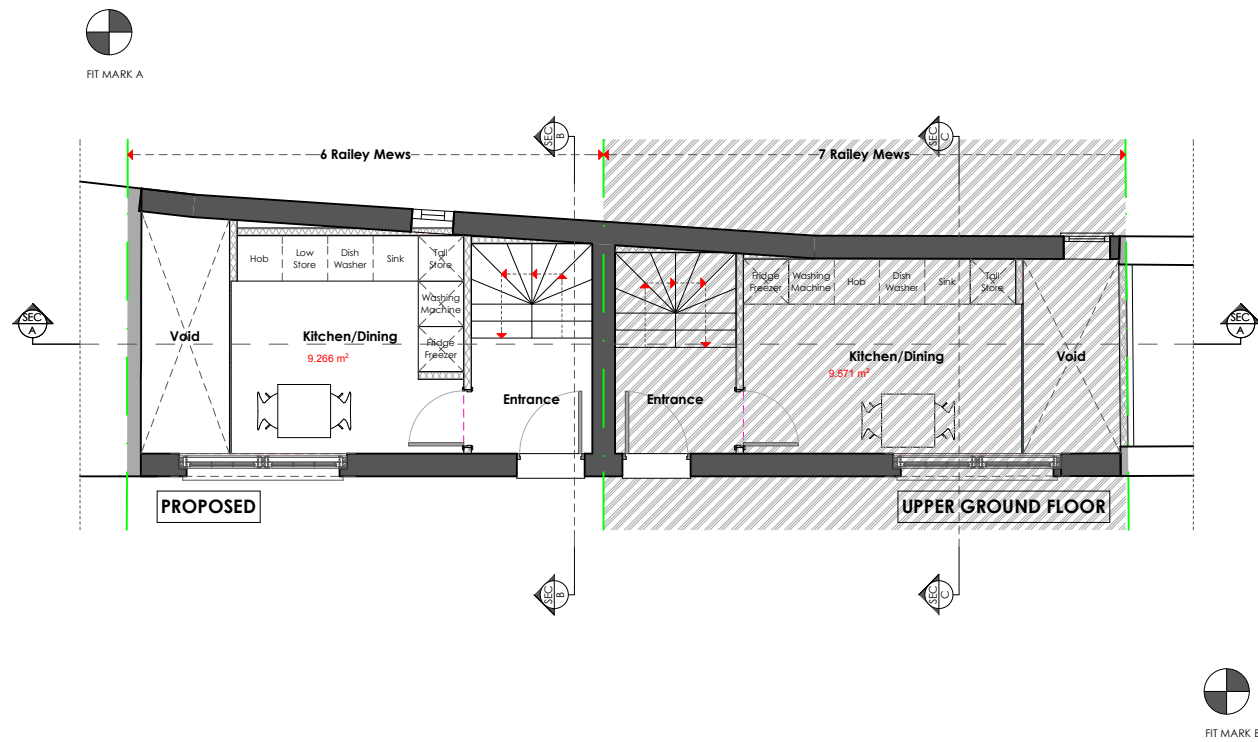 FIT MARK A
SEC
B
SEC
C
6 Railey Mews
7 Railey Mews
Hob
Low
Store
Dish
Washer
Sink
Tall
Store
Washing
Machine
Fridge
Freezer
Fridge
Freezer
Washing
Machine
Hob
Dish
Washer
Sink
Tall
Store
SEC
A
SEC
A
Void
Kitchen/Dining
9.266 m²
Kitchen/Dining
9.571 m²
Void
Entrance
Entrance
PROPOSED
UPPER GROUND FLOOR
SEC
B
SEC
C
FIT MARK B